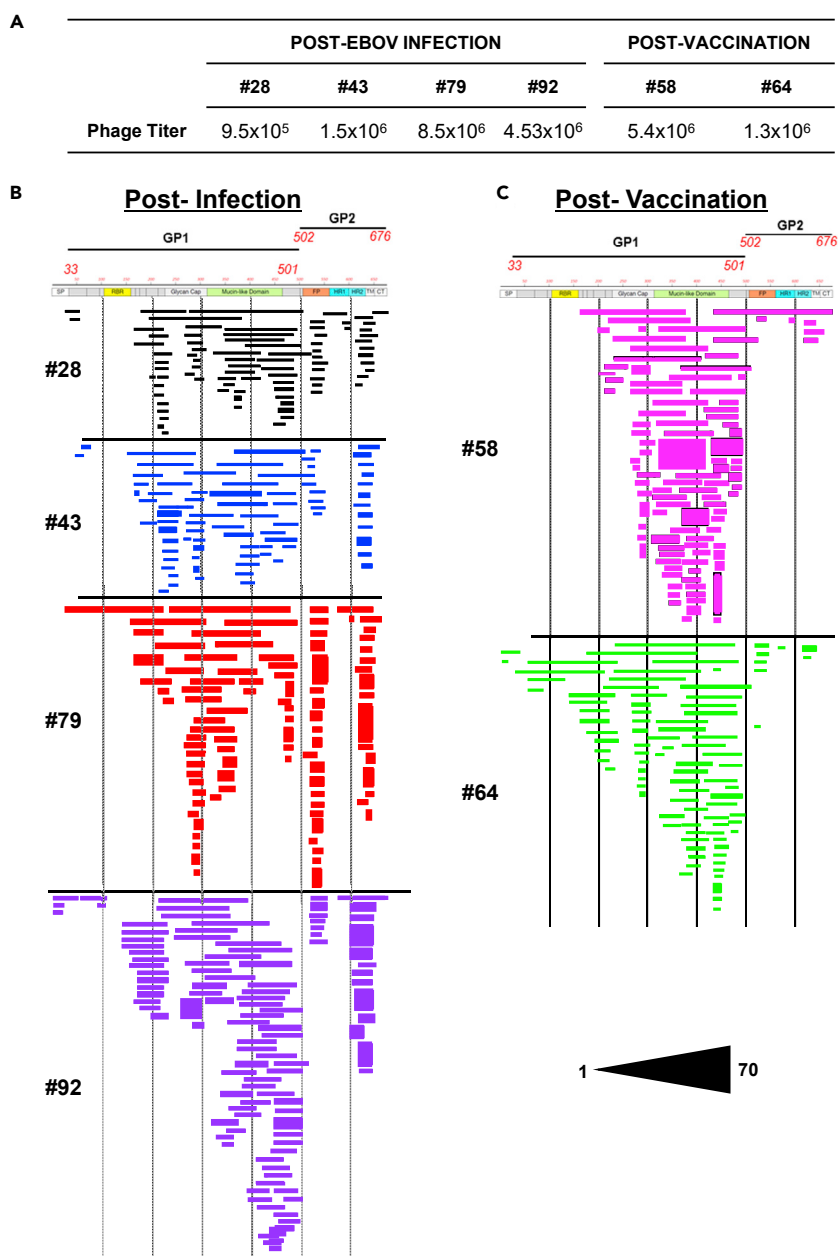 A
POST-EBOV INFECTION POST-VACCINATION
#28 #43 #79 #92 #58 #64
Phage Titer 9.5x10⁵ 1.5x10⁶ 8.5x10⁶ 4.53x10⁶ 5.4x10⁶ 1.3x10⁶
B Post- Infection
GP2
GP1 502 676
33 501
SP RBR Glycan Cap Mucin-like Domain FP HR1 HR2 TM CT
#28
#43
#79
#92
C Post- Vaccination
GP2
GP1 502 676
33 501
SP RBR Glycan Cap Mucin-like Domain FP HR1 HR2 TM CT
#58
#64
1 70